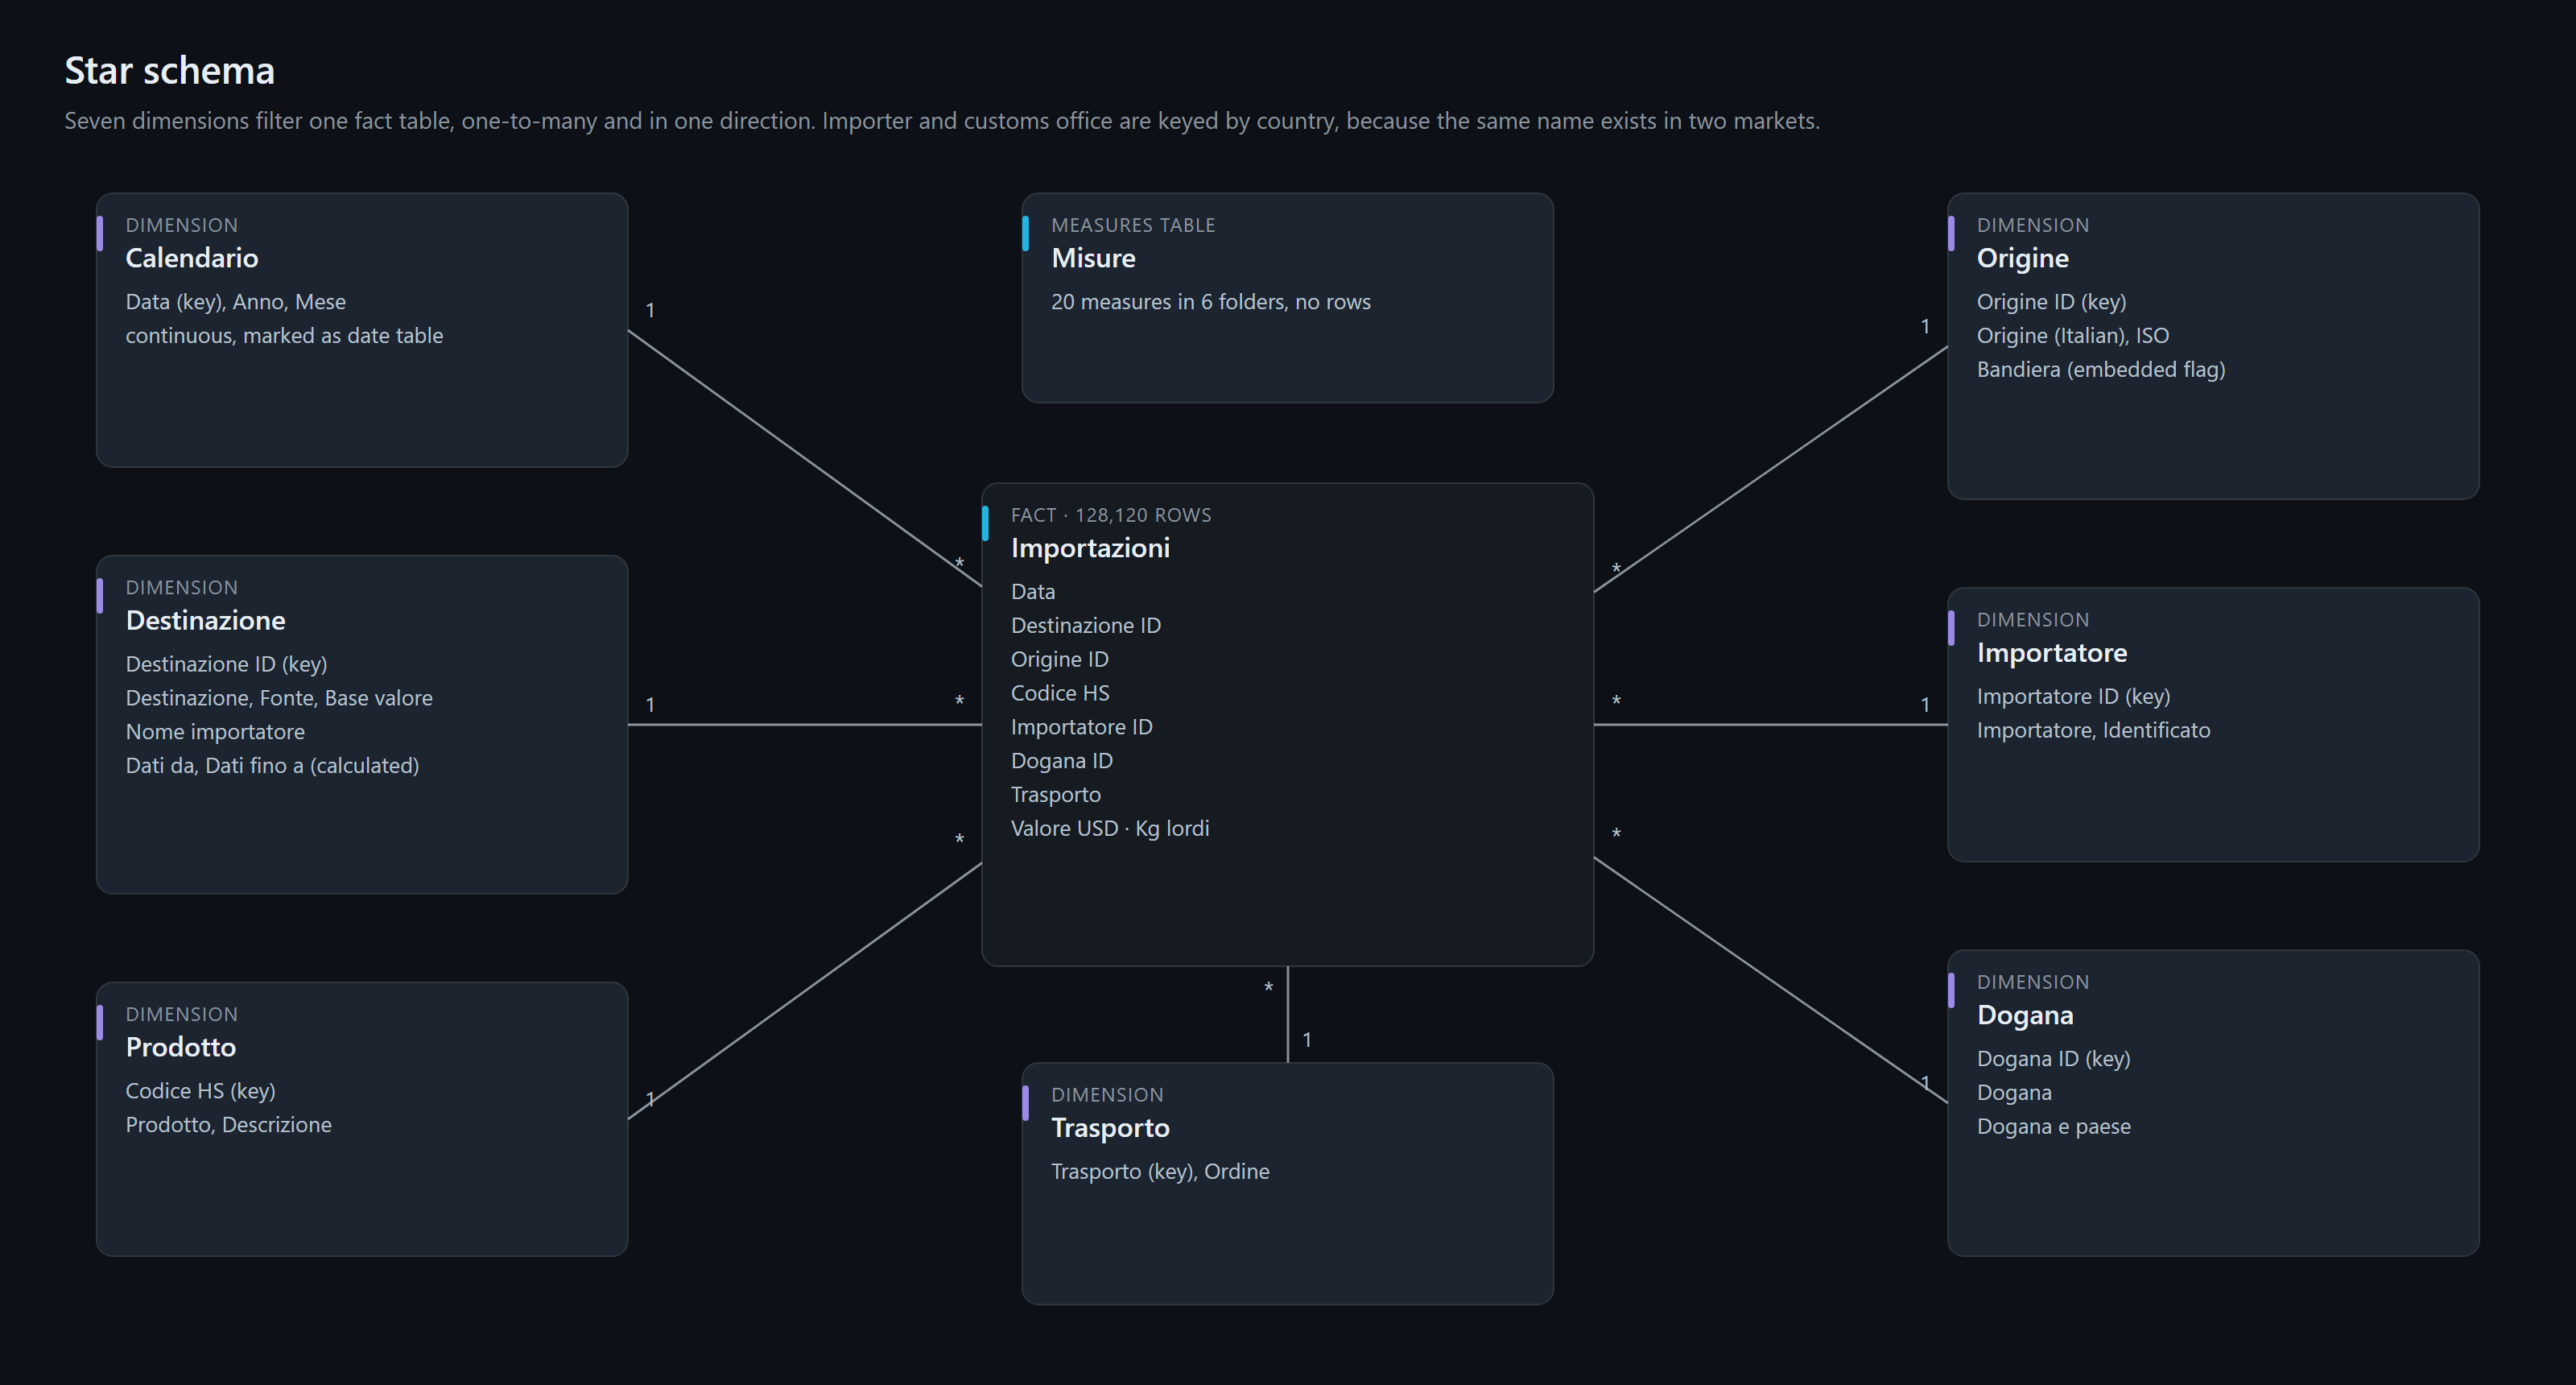 Star schema
Seven dimensions filter one fact table, one-to-many and in one direction. Importer and customs office are keyed by country, because the same name exists in two markets.
DIMENSION
Calendario
Data (key), Anno, Mese
continuous, marked as date table
1
*
MEASURES TABLE
Misure
20 measures in 6 folders, no rows
DIMENSION
Origine
Origine ID (key)
Origine (Italian), ISO
Bandiera (embedded flag)
1
*
DIMENSION
Destinazione
Destinazione ID (key)
Destinazione, Fonte, Base valore
Nome importatore
Dati da, Dati fino a (calculated)
1
*
FACT · 128,120 ROWS
Importazioni
Data
Destinazione ID
Origine ID
Codice HS
Importatore ID
Dogana ID
Trasporto
Valore USD · Kg lordi
DIMENSION
Importatore
Importatore ID (key)
Importatore, Identificato
*
1
DIMENSION
Prodotto
Codice HS (key)
Prodotto, Descrizione
*
1
*
1
DIMENSION
Trasporto
Trasporto (key), Ordine
*
1
DIMENSION
Dogana
Dogana ID (key)
Dogana
Dogana e paese